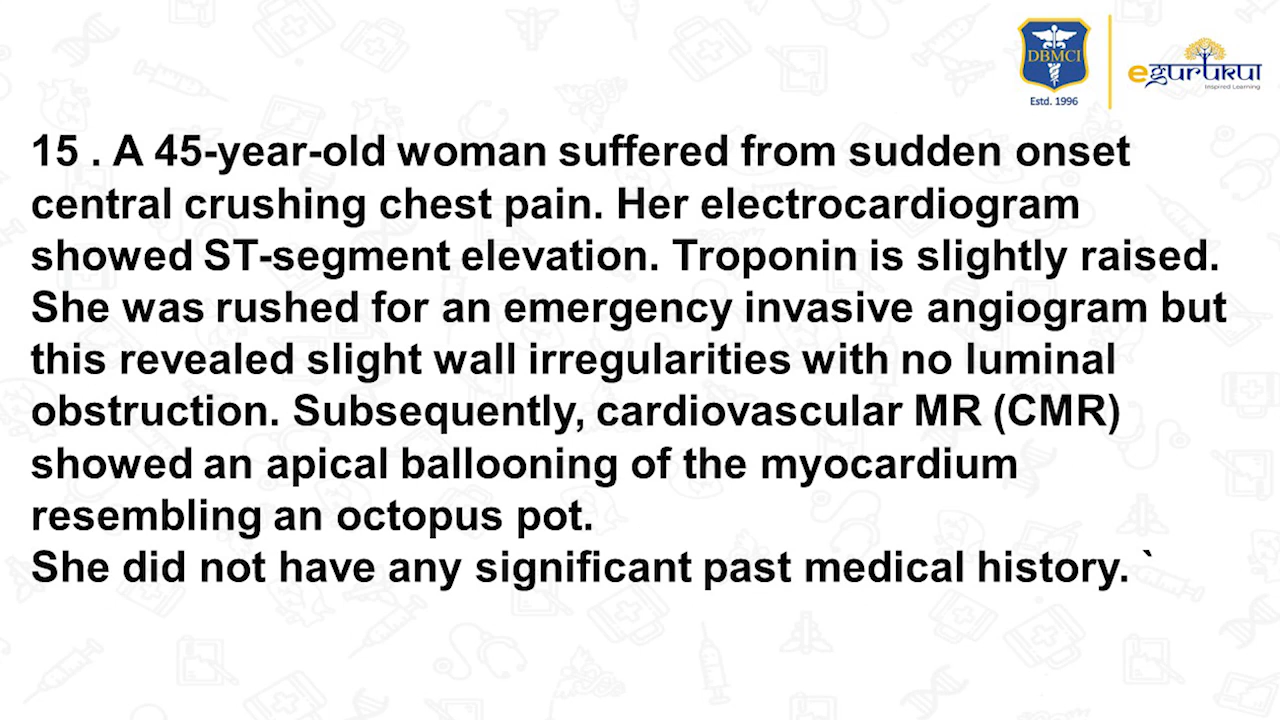 DBMCI
Estd. 1996
egurukul
Inspired Learning
15 . A 45-year-old woman suffered from sudden onset
central crushing chest pain. Her electrocardiogram
showed ST-segment elevation. Troponin is slightly raised.
She was rushed for an emergency invasive angiogram but
this revealed slight wall irregularities with no luminal
obstruction. Subsequently, cardiovascular MR (CMR)
showed an apical ballooning of the myocardium
resembling an octopus pot.
She did not have any significant past medical history. `